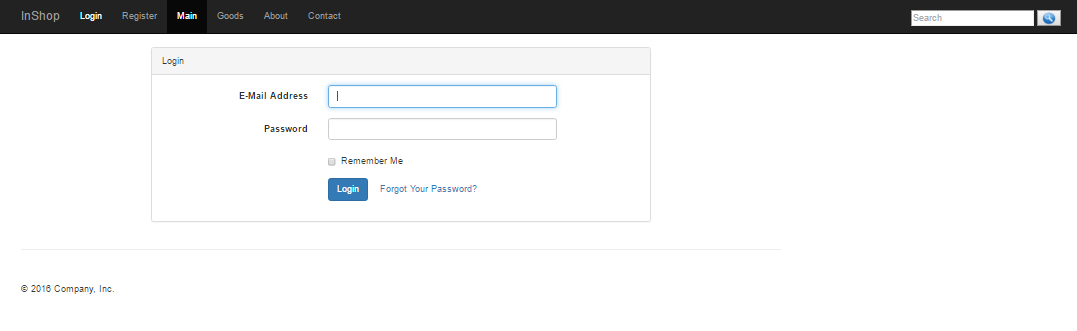 InShop Login Register Main Goods About Contact Search
Login
E-Mail Address
Password
Remember Me
Login Forgot Your Password?
© 2016 Company, Inc.